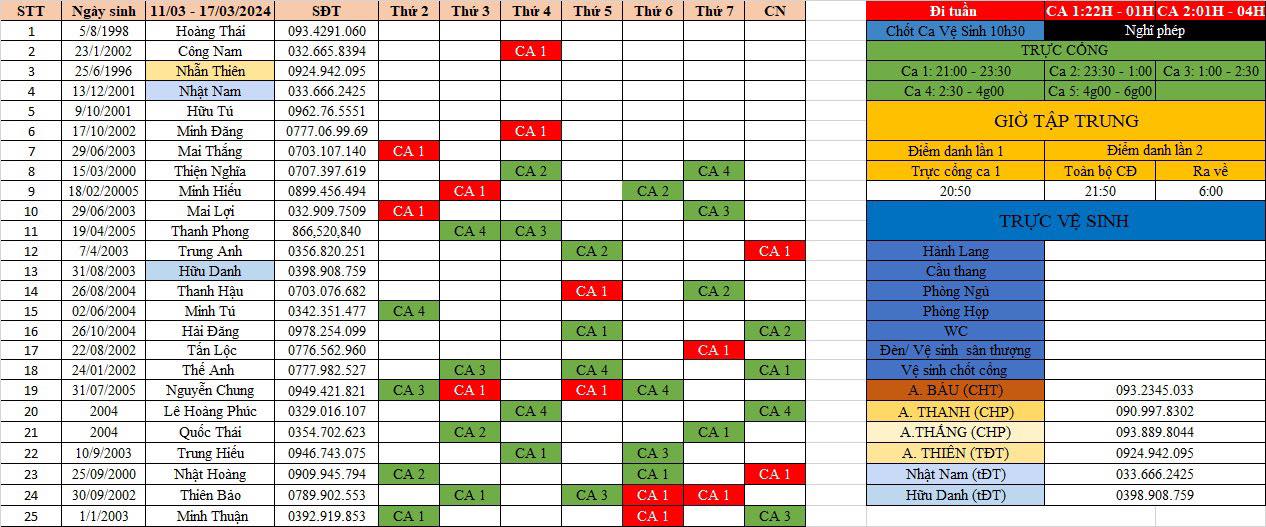 STT Ngày sinh 11/03 - 17/03/2024 SĐT Thứ 2 Thứ 3 Thứ 4 Thứ 5 Thứ 6 Thứ 7 CN
1 5/8/1998 Hoàng Thái 093.4291.060
2 23/1/2002 Công Nam 032.665.8394 CA 1
3 25/6/1996 Nhẫn Thiên 0924.942.095
4 13/12/2001 Nhật Nam 033.666.2425
5 9/10/2001 Hữu Tú 0962.76.5551
6 17/10/2002 Minh Đăng 0777.06.99.69 CA 1
7 29/06/2003 Mai Thắng 0703.107.140 CA 1
8 15/03/2000 Thiện Nghĩa 0707.397.619 CA 2 CA 4
9 18/02/20005 Minh Hiếu 0899.456.494 CA 1 CA 2
10 29/06/2003 Mai Lợi 032.909.7509 CA 1 CA 3
11 19/04/2005 Thanh Phong 866,520,840 CA 4 CA 3
12 7/4/2003 Trung Anh 0356.820.251 CA 2 CA 1
13 31/08/2003 Hữu Danh 0398.908.759
14 26/08/2004 Thanh Hậu 0703.076.682 CA 1 CA 2
15 02/06/2004 Minh Tú 0342.351.477 CA 4
16 26/10/2004 Hải Đăng 0978.254.099 CA 1 CA 2
17 22/08/2002 Tấn Lộc 0776.562.960 CA 1
18 24/01/2002 Thế Anh 0777.982.527 CA 3 CA 4 CA 1
19 31/07/2005 Nguyễn Chung 0949.421.821 CA 3 CA 1 CA 1 CA 4
20 2004 Lê Hoàng Phúc 0329.016.107 CA 4 CA 4
21 2004 Quốc Thái 0354.702.623 CA 2 CA 1
22 10/9/2003 Trung Hiếu 0946.743.075 CA 1 CA 3
23 25/09/2000 Nhật Hoàng 0909.945.794 CA 2 CA 1 CA 1
24 30/09/2002 Thiên Bảo 0789.902.553 CA 1 CA 3 CA 1 CA 1
25 1/1/2003 Minh Thuận 0392.919.853 CA 1 CA 1 CA 3
Đi tuần CA 1:22H - 01H CA 2:01H - 04H
Chốt Ca Vệ Sinh 10h30 Nghĩ phép
TRỰC CỔNG
Ca 1: 21:00 - 23:30 Ca 2: 23:30 - 1:00 Ca 3: 1:00 - 2:30
Ca 4: 2:30 - 4g00 Ca 5: 4g00 - 6g00
GIỜ TẬP TRUNG
Điểm danh lần 1 Điểm danh lần 2
Trực cổng ca 1 Toàn bộ CĐ Ra về
20:50 21:50 6:00
TRỰC VỆ SINH
Hành Lang
Cầu thang
Phòng Ngủ
Phòng Họp
WC
Đèn/ Vệ sinh sân thượng
Vệ sinh chốt cổng
A. BÁU (CHT) 093.2345.033
A. THANH (CHP) 090.997.8302
A.THẮNG (CHP) 093.889.8044
A. THIÊN (TĐT) 0924.942.095
Nhật Nam (tĐT) 033.666.2425
Hữu Danh (tĐT) 0398.908.759